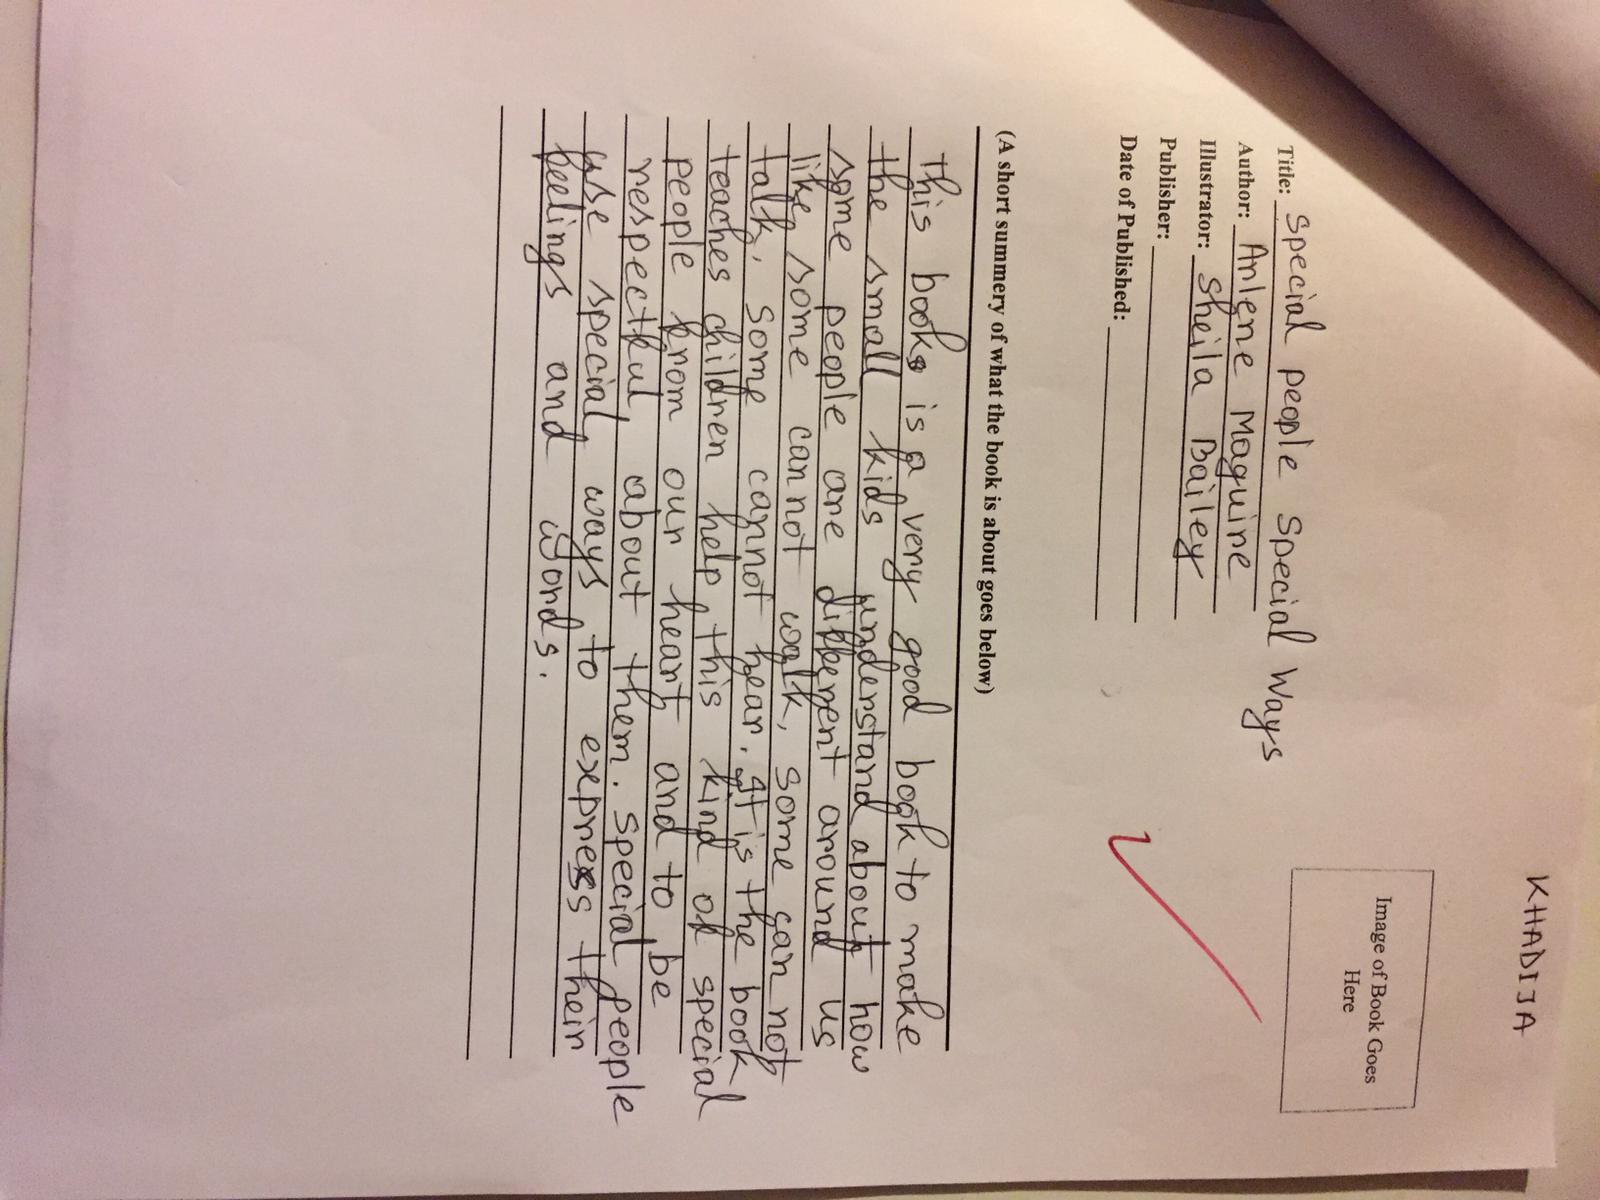 KHADIJA
Image of Book Goes
Here
Title: Special people Special Ways
Author: Arlene Maguire
Illustrator: Sheila Bailey
Publisher:
Date of Published:
(A short summery of what the book is about goes below)
This books is a very good book to make
the small kids understand about how
some people are different around us
like some cannot walk, some can not
talk, some cannot hear. It is the book
teaches children help this kind of special
people from our heart and to be
respectful about them. Special people
use special ways to express their
feelings and words.